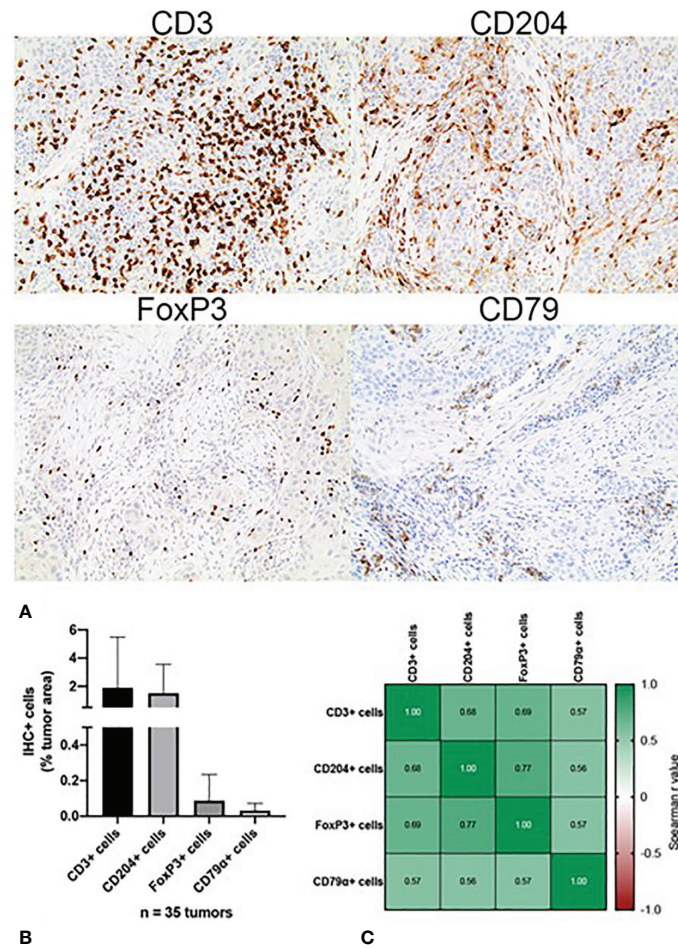 CD3
CD204
FoxP3
CD79
A
6
4
2
0.4
0.2
0.0
IHC+ cells
(% tumor area)
CD3+ cells
CD204+ cells
FoxP3+ cells
CD79α+ cells
n = 35 tumors
B
CD3+ cells
CD204+ cells
FoxP3+ cells
CD79α+ cells
CD3+ cells 1.00 0.68 0.69 0.57
CD204+ cells 0.68 1.00 0.77 0.56
FoxP3+ cells 0.69 0.77 1.00 0.57
CD79α+ cells 0.57 0.56 0.57 1.00
1.0
0.5
0
-0.5
-1.0
Spearman r value
C